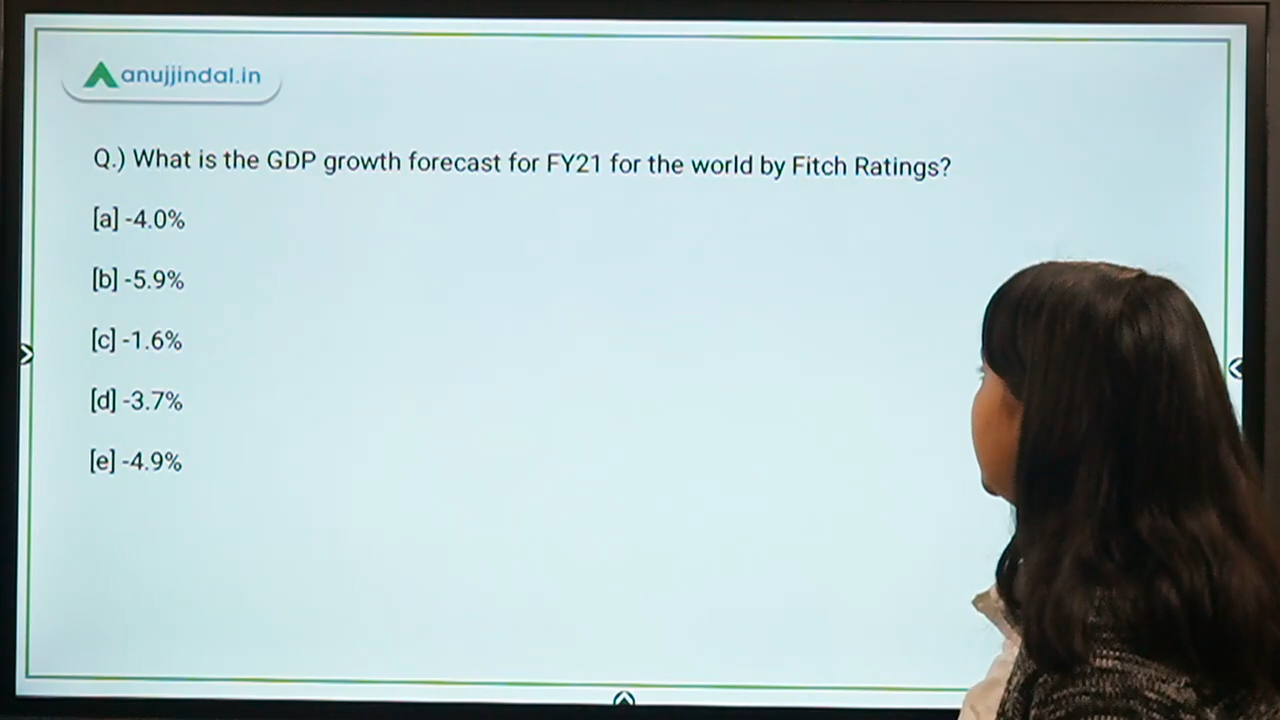 anujjindal.in
Q.) What is the GDP growth forecast for FY21 for the world by Fitch Ratings?
[a] -4.0%
[b] -5.9%
[c] -1.6%
[d] -3.7%
[e] -4.9%